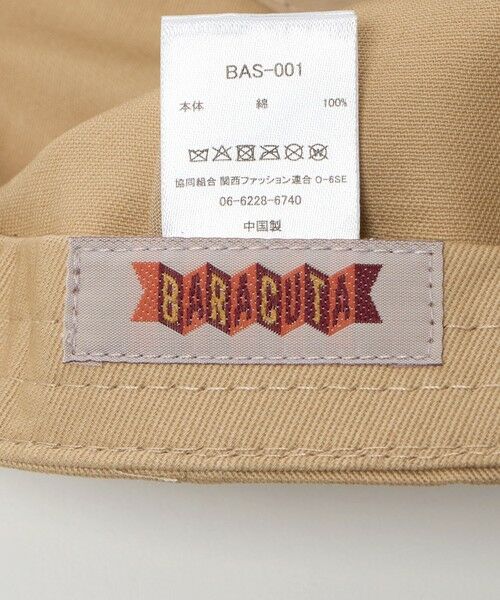 BAS-001
本体 綿 100%
協同組合 関西ファッション連合 O-6SE
06-6228-6740
中国製
BARACUTA